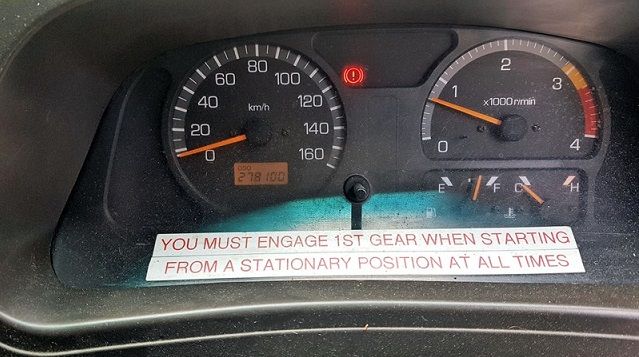 0
20
40
60
80
100
120
140
160
km/h
ODO
278100
0
1
2
3
4
x1000r/min
E
F
C
H
YOU MUST ENGAGE 1ST GEAR WHEN STARTING
FROM A STATIONARY POSITION AT ALL TIMES